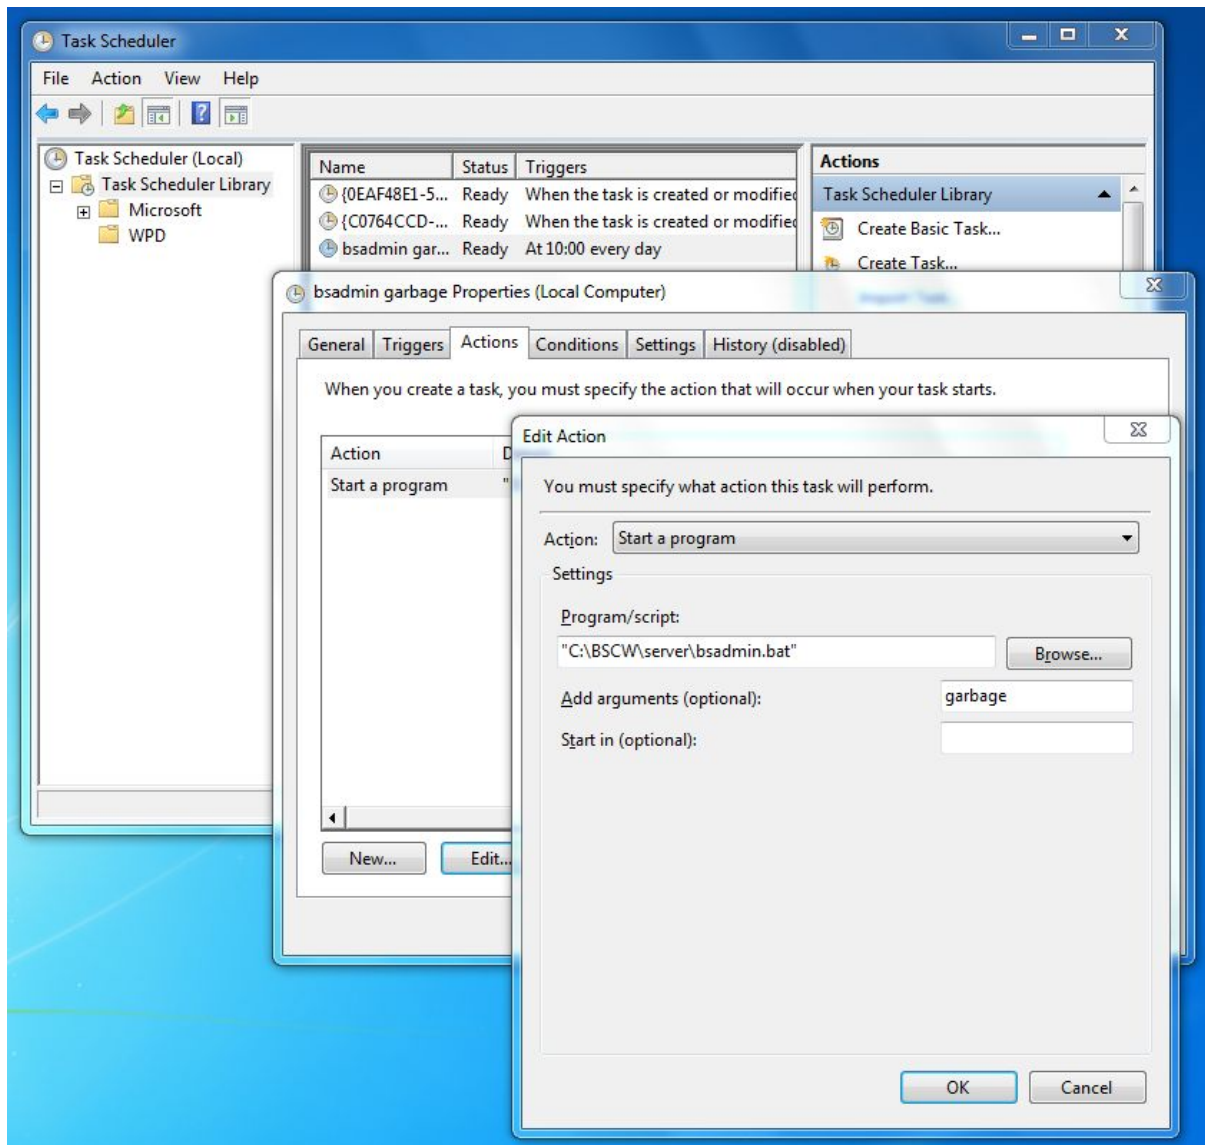 Task Scheduler
File Action View Help
Task Scheduler (Local)
Task Scheduler Library
Microsoft
WPD
Name Status Triggers
{0EAF48E1-5... Ready When the task is created or modified
{C0764CCD-... Ready When the task is created or modified
bsadmin gar... Ready At 10:00 every day
Actions
Task Scheduler Library
Create Basic Task...
Create Task...
bsadmin garbage Properties (Local Computer)
General Triggers Actions Conditions Settings History (disabled)
When you create a task, you must specify the action that will occur when your task starts.
Action D
Start a program "
New... Edit...
Edit Action
You must specify what action this task will perform.
Action: Start a program
Settings
Program/script:
"C:\BSCW\server\bsadmin.bat" Browse...
Add arguments (optional): garbage
Start in (optional):
OK Cancel